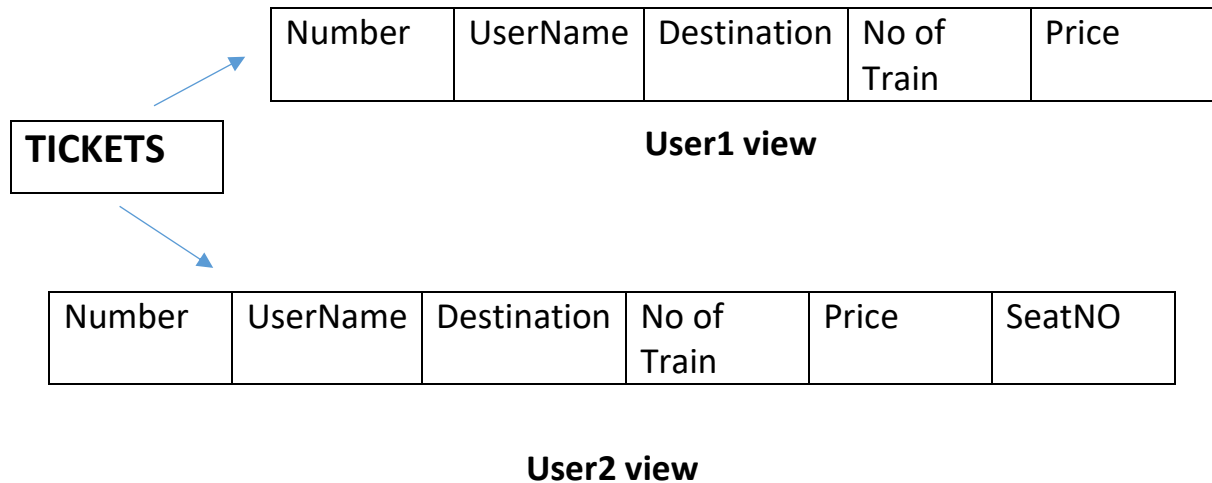 Number UserName Destination No of Price
Train
User1 view
TICKETS
Number UserName Destination No of Price SeatNO
Train
User2 view